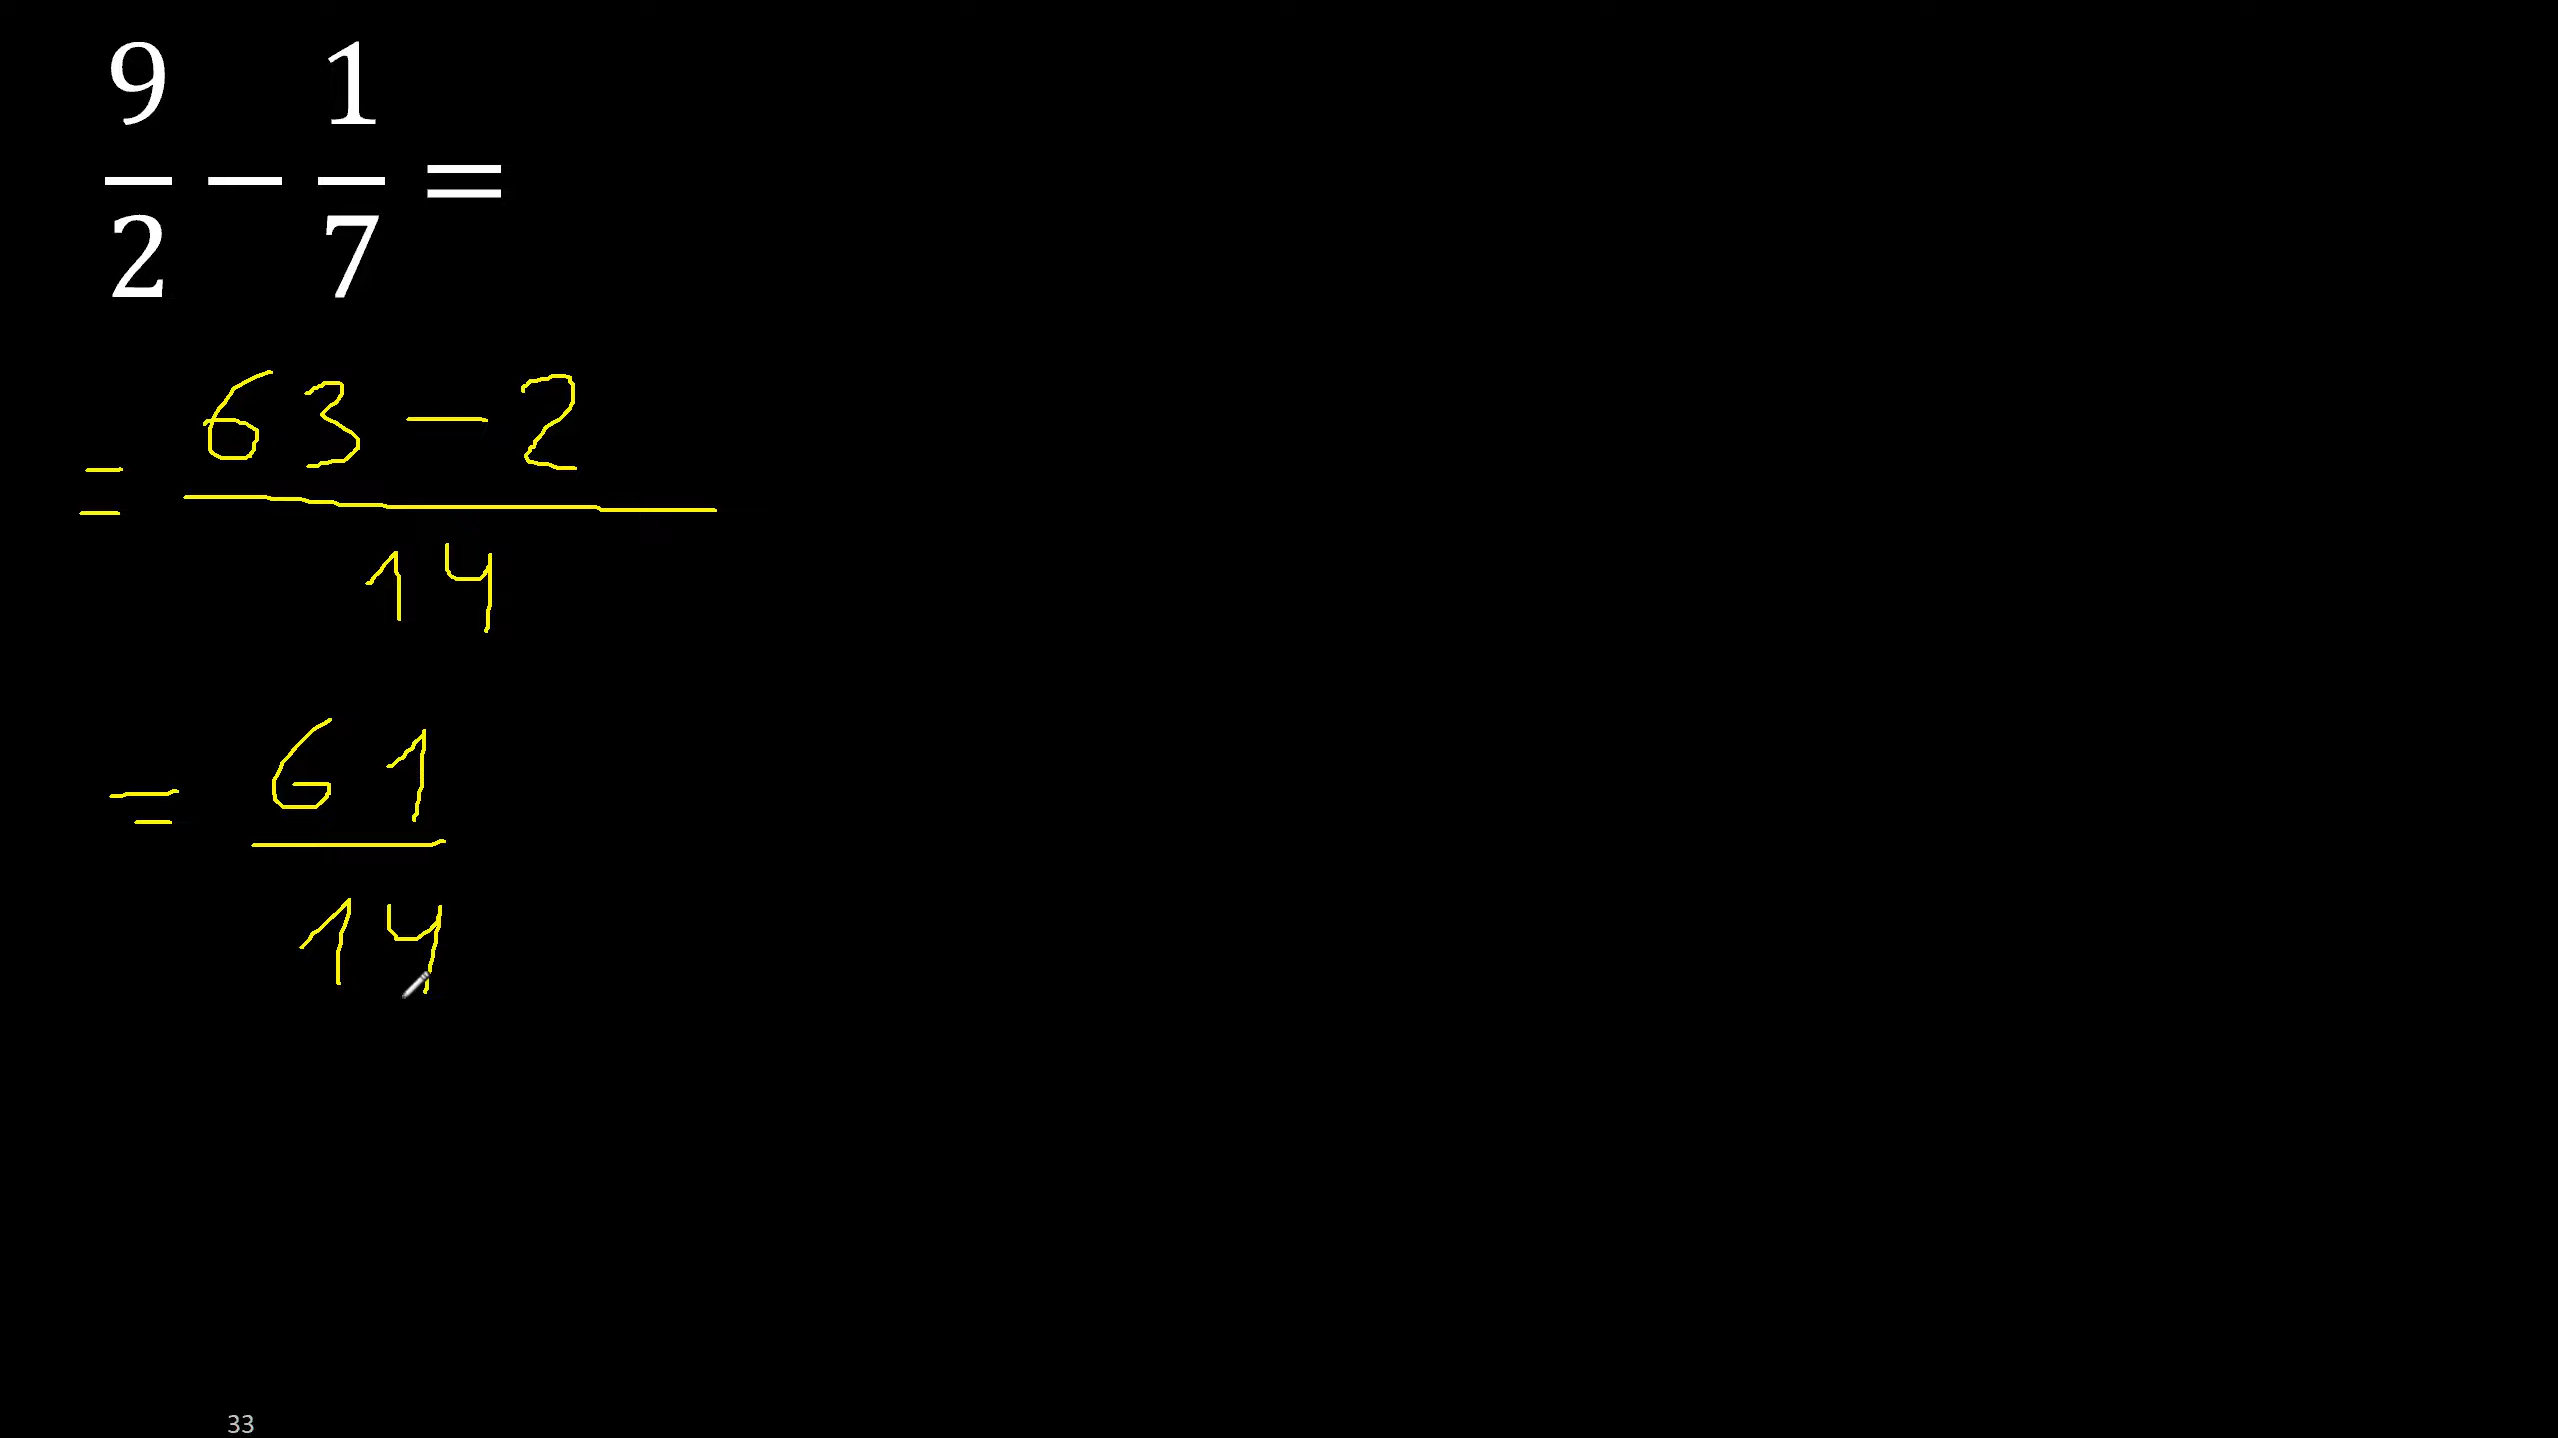 9/2 − 1/7 =
= 63 − 2 / 14
= 61 / 14
33